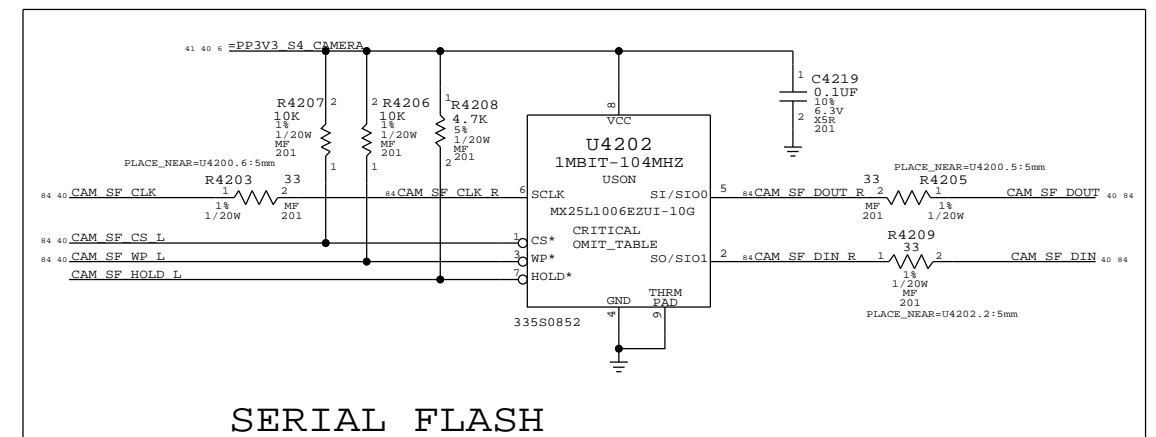 41 40 6 =PP3V3_S4_CAMERA
R4207 2
10K
1%
1/20W
MF
201
1
2 R4206
10K
1%
1/20W
MF
201
1
1 R4208
4.7K
5%
1/20W
MF
201
2
8
VCC
U4202
1MBIT-104MHZ
USON
MX25L1006EZUI-10G
CRITICAL
OMIT_TABLE
1 C4219
0.1UF
10%
6.3V
2 X5R
201
PLACE_NEAR=U4200.6:5mm
R4203 33
84 40 CAM_SF_CLK 1 2
1% MF
1/20W 201
84 CAM_SF_CLK_R 6 SCLK
84 40 CAM_SF_CS_L 1 CS*
84 40 CAM_SF_WP_L 3 WP*
CAM_SF_HOLD_L 7 HOLD*
PLACE_NEAR=U4200.5:5mm
33 R4205
SI/SIO0 5 84 CAM_SF_DOUT_R 2 1 CAM_SF_DOUT 40 84
MF 1%
201 1/20W
R4209
33
SO/SIO1 2 84 CAM_SF_DIN_R 1 2 CAM_SF_DIN 40 84
1%
1/20W
MF
201
PLACE_NEAR=U4202.2:5mm
GND
4
THRM
PAD
9
335S0852
SERIAL FLASH